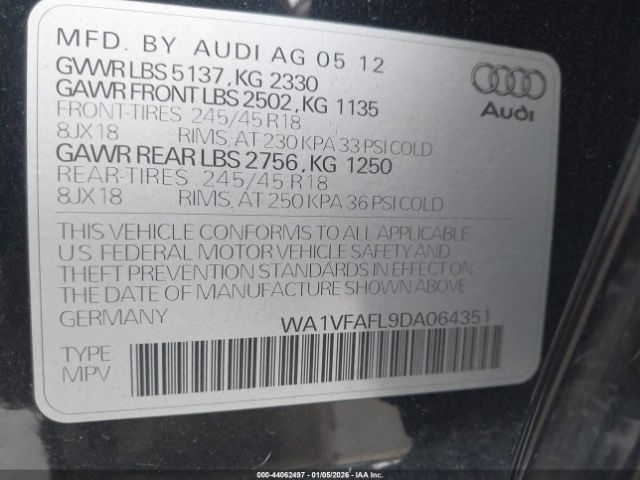 MFD. BY AUDI AG 05 12
GVWR LBS 5137, KG 2330
GAWR FRONT LBS 2502, KG 1135
FRONT-TIRES 245/45 R18
8JX18 RIMS, AT 230 KPA 33 PSI COLD
GAWR REAR LBS 2756, KG 1250
REAR-TIRES 245/45 R18
8JX18 RIMS, AT 250 KPA 36 PSI COLD
Audi
THIS VEHICLE CONFORMS TO ALL APPLICABLE
U S FEDERAL MOTOR VEHICLE SAFETY AND
THEFT PREVENTION STANDARDS IN EFFECT ON
THE DATE OF MANUFACTURE SHOWN ABOVE
GERMANY WA1VFAFL9DA064351
TYPE
MPV
000-44062497 - 01/05/2026 - IAAI.COM